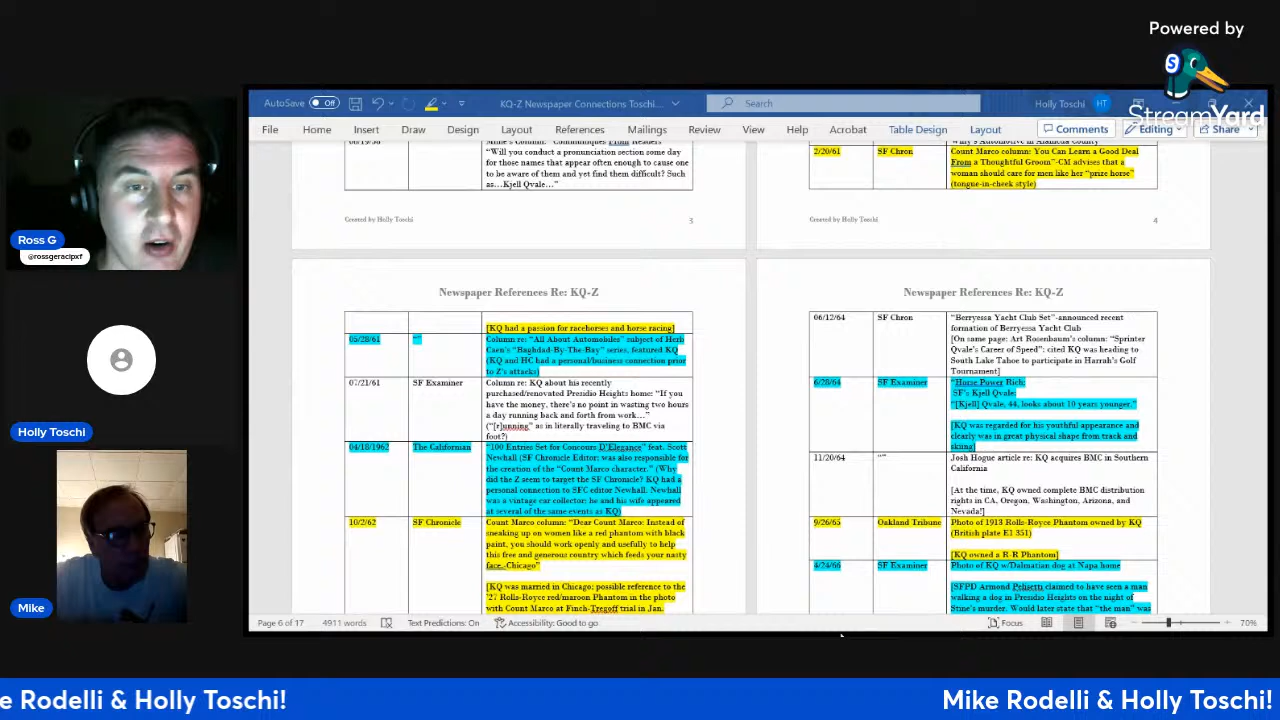 Powered by
StreamYard
AutoSave Off
KQ-Z Newspaper Connections Toschi...
Search
Holly Toschi HT
File Home Insert Draw Design Layout References Mailings Review View Help Acrobat Table Design Layout
Comments Editing Share
"Will you conduct a pronunciation section some day
for those names that appear often enough to cause one
to be aware of them and yet find them difficult? Such
as...Kjell Qvale..."
Created by Holly Toschi 3
2/20/61 SF Chron Count Marco column: You Can Learn a Good Deal
From a Thoughtful Groom"-CM advises that a
woman should care for men like her "prize horse"
(tongue-in-cheek style)
Created by Holly Toschi 4
Newspaper References Re: KQ-Z
[KQ had a passion for racehorses and horse racing]
05/28/61 "" Column re: "All About Automobiles" subject of Herb
Caen's "Baghdad-By-The-Bay" series, featured KQ
(KQ and HC had a personal/business connection prior
to Z's attacks)
07/21/61 SF Examiner Column re: KQ about his recently
purchased/renovated Presidio Heights home: "If you
have the money, there's no point in wasting two hours
a day running back and forth from work..."
("[r]unning" as in literally traveling to BMC via
foot?)
04/18/1962 The Californian "100 Entries Set for Concours D'Elegance" feat. Scott
Newhall (SF Chronicle Editor; was also responsible for
the creation of the "Count Marco character." (Why
did the Z seem to target the SF Chronicle? KQ had a
personal connection to SFC editor Newhall. Newhall
was a vintage car collector; he and his wife appeared
at several of the same events as KQ)
10/2/62 SF Chronicle Count Marco column: "Dear Count Marco: Instead of
sneaking up on women like a red phantom with black
paint, you should work openly and usefully to help
this free and generous country which feeds your nasty
face.-Chicago"
[KQ was married in Chicago; possible reference to the
'27 Rolls-Royce red/maroon Phantom in the photo
with Count Marco at Finch-Tregoff trial in Jan.
Newspaper References Re: KQ-Z
06/12/64 SF Chron "Berryessa Yacht Club Set"-announced recent
formation of Berryessa Yacht Club
[On same page: Art Rosenbaum's column: "Sprinter
Qvale's Career of Speed": cited KQ was heading to
South Lake Tahoe to participate in Harrah's Golf
Tournament]
6/28/64 SF Examiner "Horse Power Rich:
SF's Kjell Qvale:
"[Kjell] Qvale, 44, looks about 10 years younger."
[KQ was regarded for his youthful appearance and
clearly was in great physical shape from track and
skiing]
11/20/64 "" Josh Hogue article re: KQ acquires BMC in Southern
California
[At the time, KQ owned complete BMC distribution
rights in CA, Oregon, Washington, Arizona, and
Nevada!]
9/26/65 Oakland Tribune Photo of 1913 Rolls-Royce Phantom owned by KQ
(British plate E1 351)
[KQ owned a R-R Phantom]
4/24/66 SF Examiner Photo of KQ w/Dalmatian dog at Napa home
[SFPD Armond Pelisetti claimed to have seen a man
walking a dog in Presidio Heights on the night of
Stine's murder. Would later state that "the man" was
Page 6 of 17 4911 words Text Predictions: On Accessibility: Good to go Focus 70%
Ross G
@rossgeracipxf
Holly Toschi
Mike
e Rodelli & Holly Toschi!
Mike Rodelli & Holly Toschi!